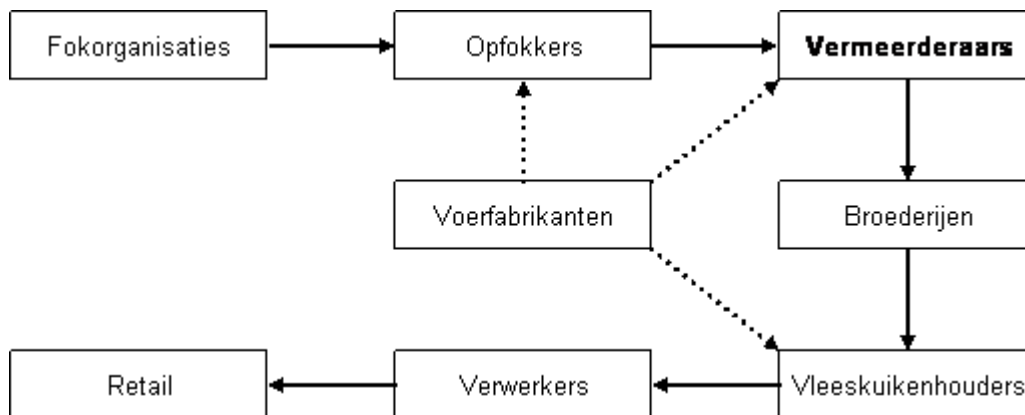 Fokorganisaties
Opfokkers
Vermeerderaars
Voerfabrikanten
Broederijen
Retail
Verwerkers
Vleeskuikenhouders